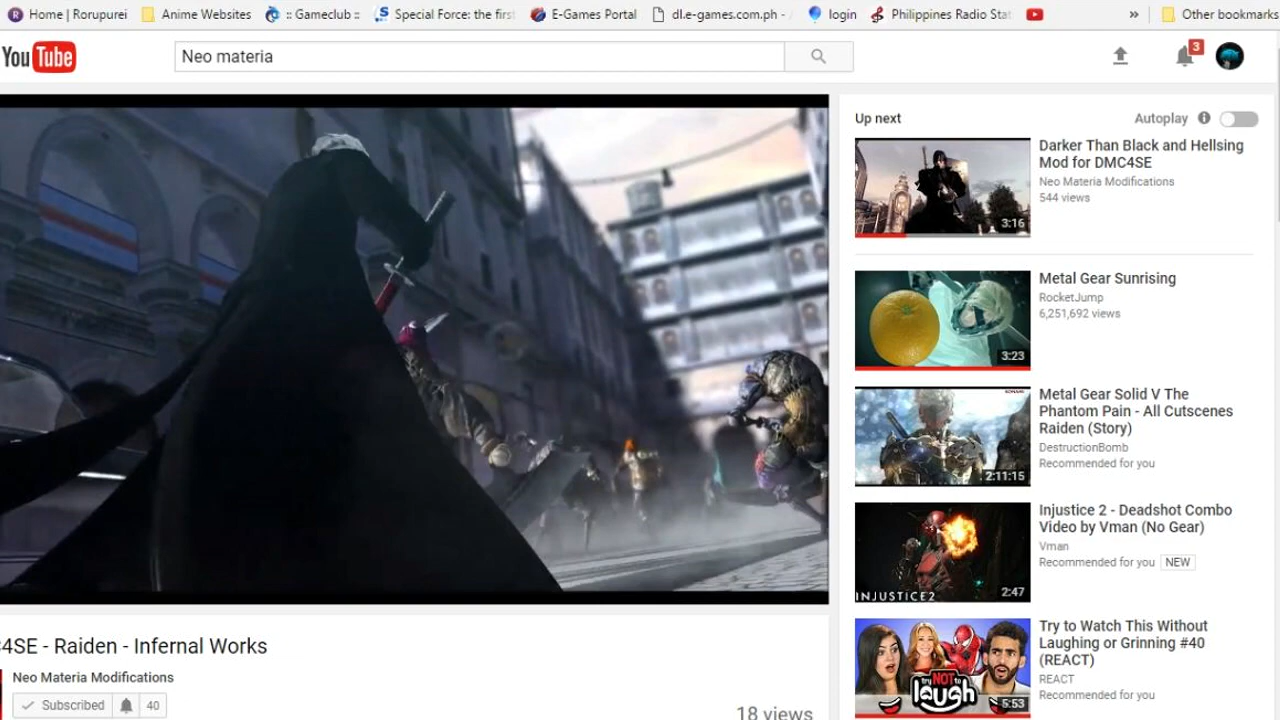 Home | Rorupurei
Anime Websites
:: Gameclub ::
Special Force: the first
E-Games Portal
dl.e-games.com.ph -
login
Philippines Radio Stat
»
Other bookmarks
YouTube
Neo materia
3
Up next
Autoplay
Darker Than Black and Hellsing
Mod for DMC4SE
Neo Materia Modifications
544 views
3:16
Metal Gear Sunrising
RocketJump
6,251,692 views
3:23
Metal Gear Solid V The
Phantom Pain - All Cutscenes
Raiden (Story)
DestructionBomb
Recommended for you
KONAMI
2:11:15
Injustice 2 - Deadshot Combo
Video by Vman (No Gear)
Vman
Recommended for you NEW
INJUSTICE2
2:47
Try to Watch This Without
Laughing or Grinning #40
(REACT)
REACT
Recommended for you
try NOT to
laugh
5:53
C4SE - Raiden - Infernal Works
Neo Materia Modifications
Subscribed
40
18 views